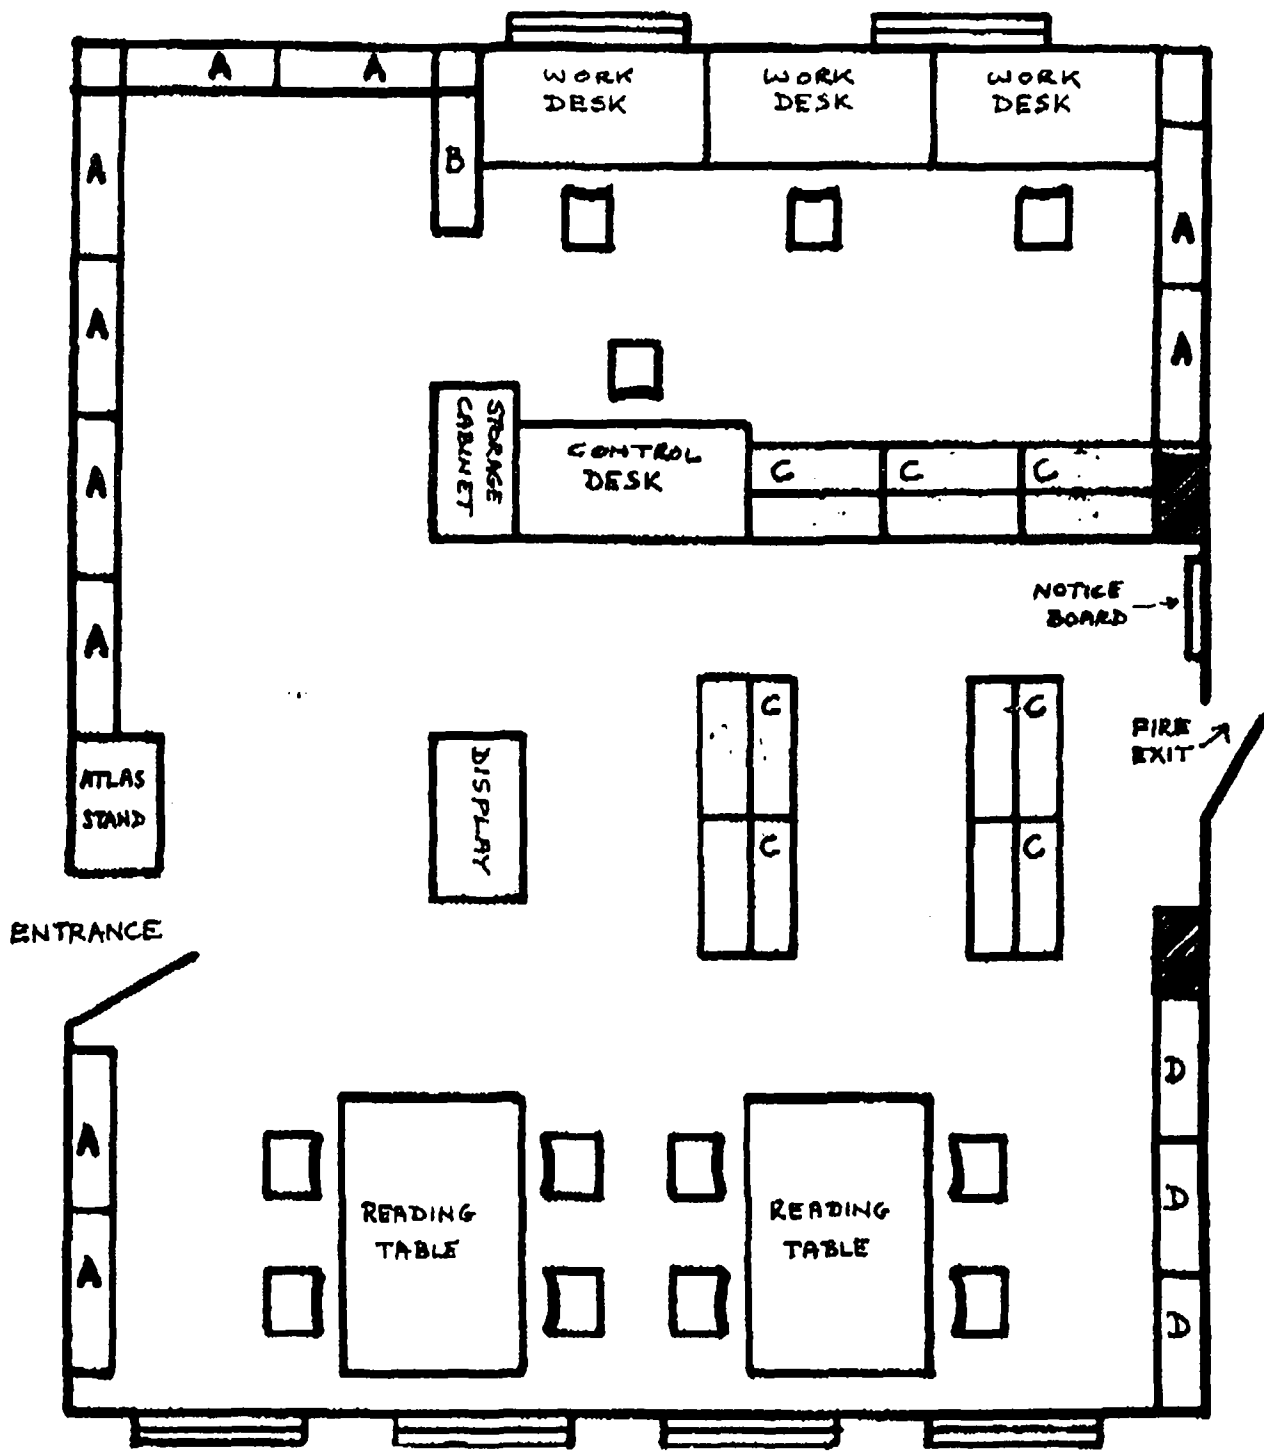 A
A
WORK
DESK
WORK
DESK
WORK
DESK
A
B
A
A
A
A
STORAGE
CABINET
CONTROL
DESK
C
C
C
A
NOTICE
BOARD
A
C
C
FIRE
EXIT
ATLAS
STAND
DISPLAY
C
C
ENTRANCE
D
A
READING
TABLE
READING
TABLE
D
A
D